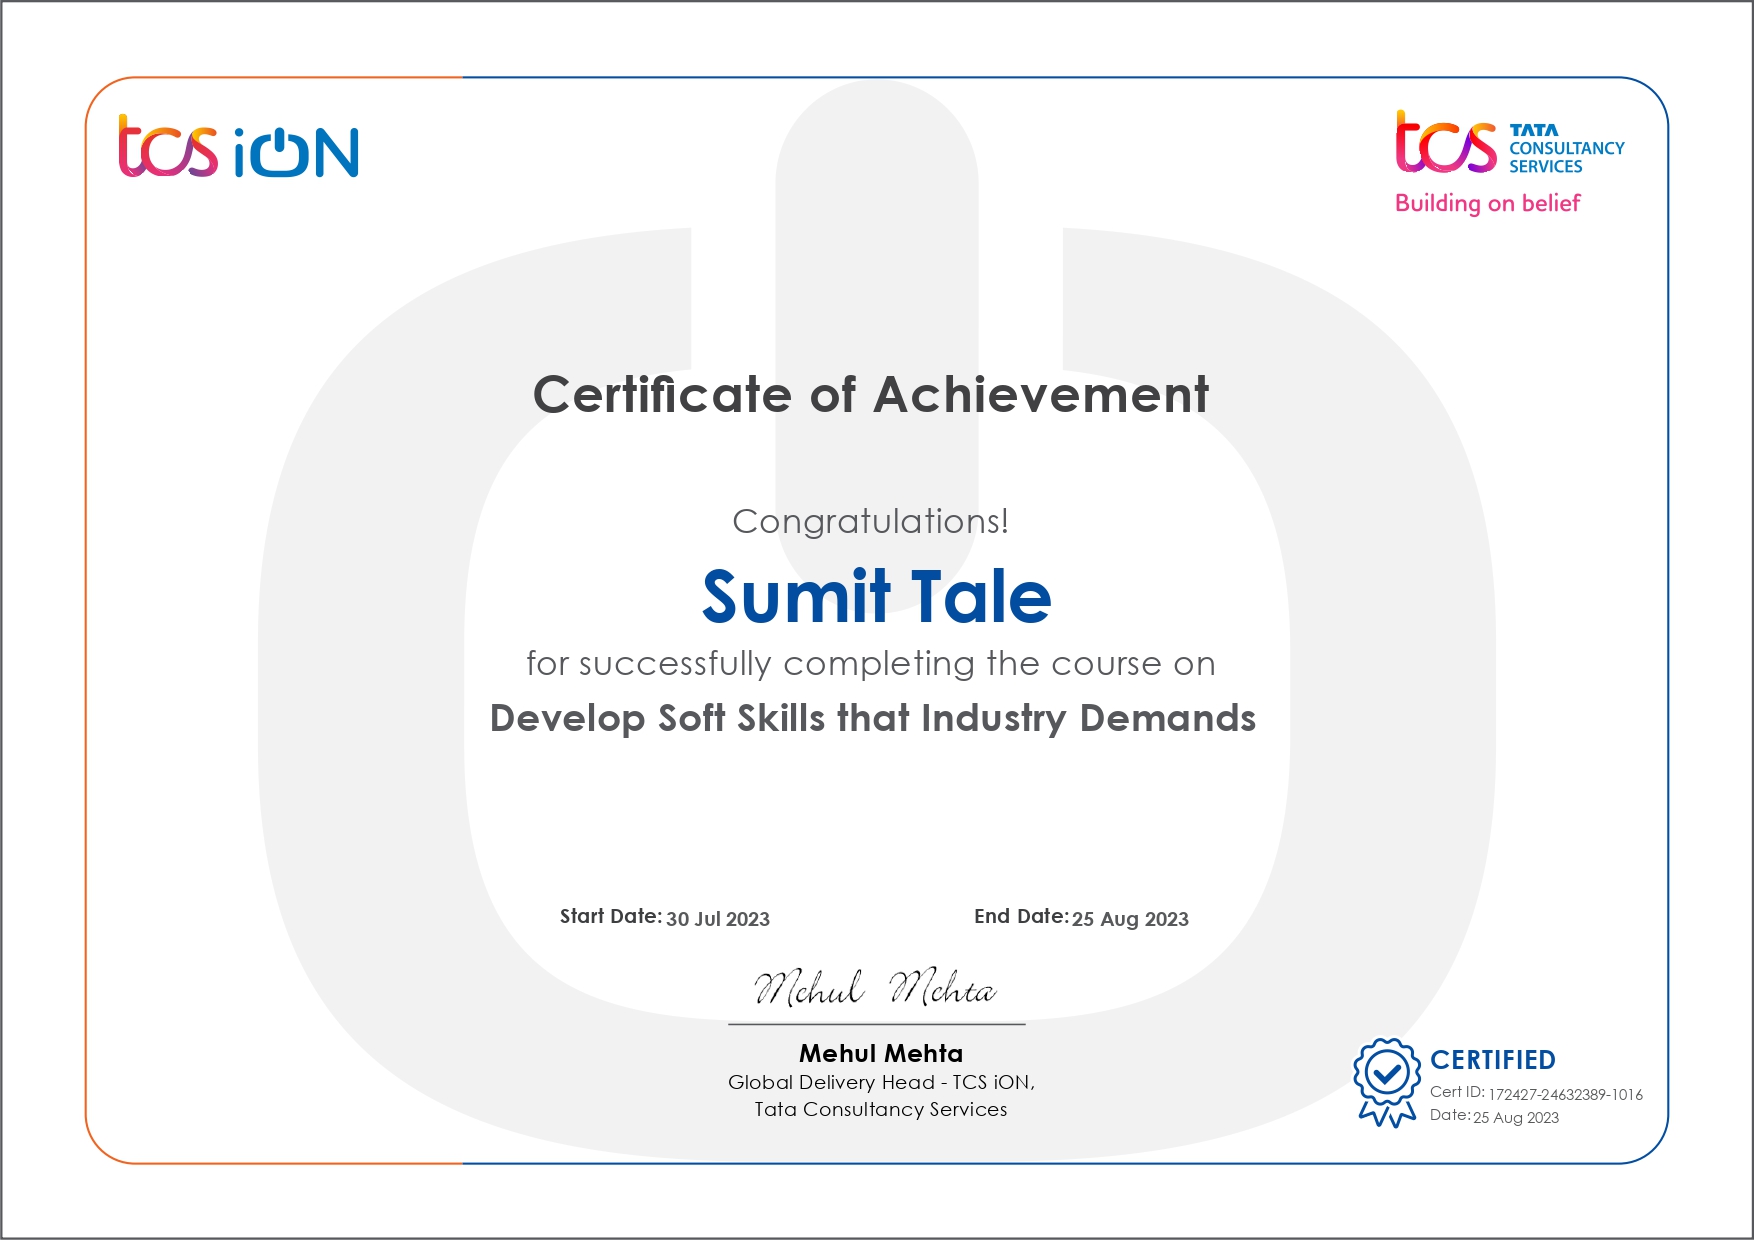 tcs iON
tcs TATA
CONSULTANCY
SERVICES
Building on belief
Certificate of Achievement
Congratulations!
Sumit Tale
for successfully completing the course on
Develop Soft Skills that Industry Demands
Start Date: 30 Jul 2023
End Date: 25 Aug 2023
Mehul Mehta
Mehul Mehta
Global Delivery Head - TCS iON,
Tata Consultancy Services
CERTIFIED
Cert ID: 172427-24632389-1016
Date: 25 Aug 2023